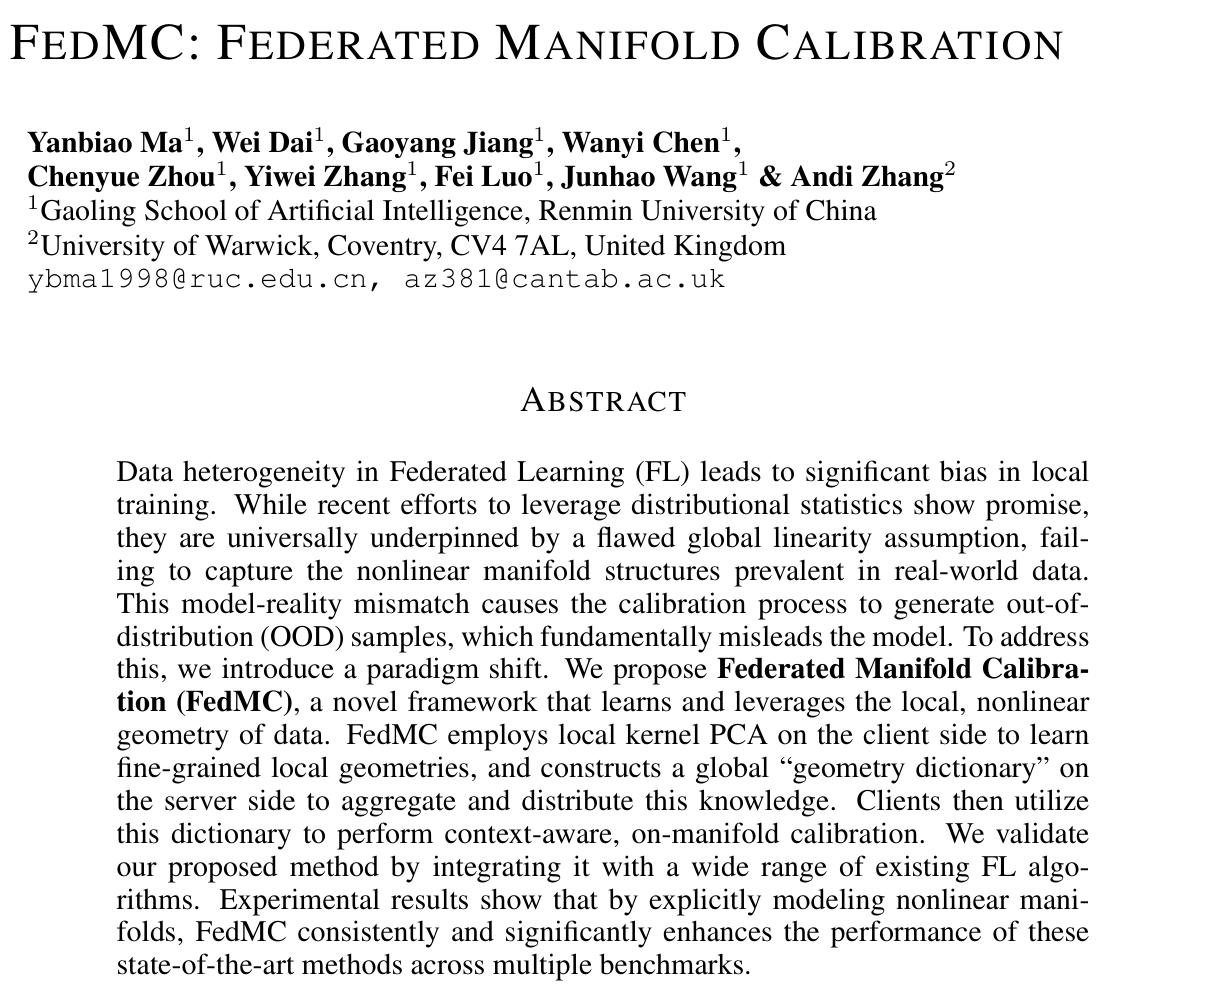 FEDMC: FEDERATED MANIFOLD CALIBRATION
Yanbiao Ma¹, Wei Dai¹, Gaoyang Jiang¹, Wanyi Chen¹,
Chenyue Zhou¹, Yiwei Zhang¹, Fei Luo¹, Junhao Wang¹ & Andi Zhang²
¹Gaoling School of Artificial Intelligence, Renmin University of China
²University of Warwick, Coventry, CV4 7AL, United Kingdom
ybma1998@ruc.edu.cn, az381@cantab.ac.uk
ABSTRACT
Data heterogeneity in Federated Learning (FL) leads to significant bias in local
training. While recent efforts to leverage distributional statistics show promise,
they are universally underpinned by a flawed global linearity assumption, fail-
ing to capture the nonlinear manifold structures prevalent in real-world data.
This model-reality mismatch causes the calibration process to generate out-of-
distribution (OOD) samples, which fundamentally misleads the model. To address
this, we introduce a paradigm shift. We propose Federated Manifold Calibra-
tion (FedMC), a novel framework that learns and leverages the local, nonlinear
geometry of data. FedMC employs local kernel PCA on the client side to learn
fine-grained local geometries, and constructs a global “geometry dictionary” on
the server side to aggregate and distribute this knowledge. Clients then utilize
this dictionary to perform context-aware, on-manifold calibration. We validate
our proposed method by integrating it with a wide range of existing FL algo-
rithms. Experimental results show that by explicitly modeling nonlinear mani-
folds, FedMC consistently and significantly enhances the performance of these
state-of-the-art methods across multiple benchmarks.